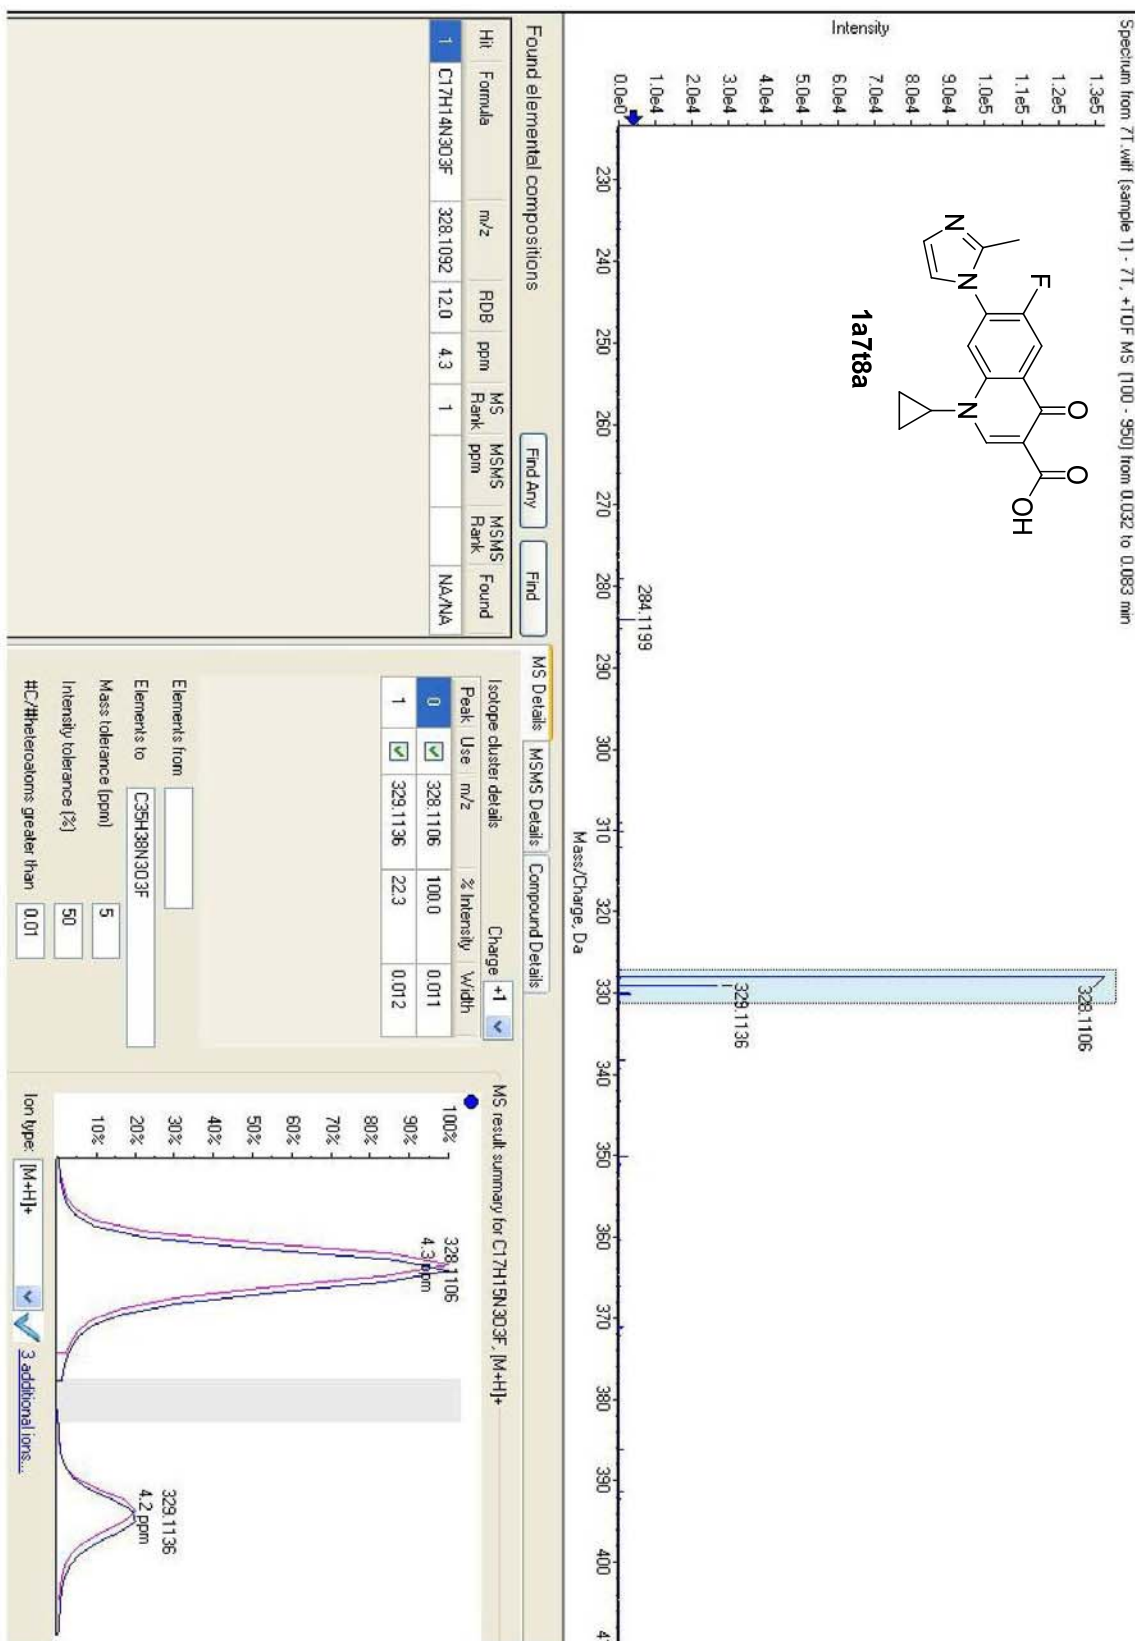 Spectrum from 7T.wiff (sample 1) - 7T, +TOF MS (100 - 950) from 0.032 to 0.083 min
Intensity
1.3e5
1.2e5
1.1e5
1.0e5
9.0e4
8.0e4
7.0e4
6.0e4
5.0e4
4.0e4
3.0e4
2.0e4
1.0e4
0.0e0
F
O
O
OH
N
N
N
1a7t8a
284.1199
328.1106
329.1136
230 240 250 260 270 280 290 300 310 320 330 340 350 360 370 380 390 400 4
Mass/Charge, Da
Found elemental compositions
Find Any Find
Hit Formula m/z RDB ppm MS Rank MSMS ppm MSMS Rank Found
1 C17H14N3O3F 328.1092 12.0 4.3 1 NA/NA
MS Details MSMS Details Compound Details
Isotope cluster details Charge +1
Peak Use m/z % Intensity Width
0 328.1106 100.0 0.011
1 329.1136 22.3 0.012
Elements from
Elements to C35H38N3O3F
Mass tolerance (ppm) 5
Intensity tolerance (%) 50
#C/#heteroatoms greater than 0.01
MS result summary for C17H15N3O3F, [M+H]+
100%
90%
80%
70%
60%
50%
40%
30%
20%
10%
328.1106
4.3 ppm
329.1136
4.2 ppm
Ion type: [M+H]+ 3 additional ions...